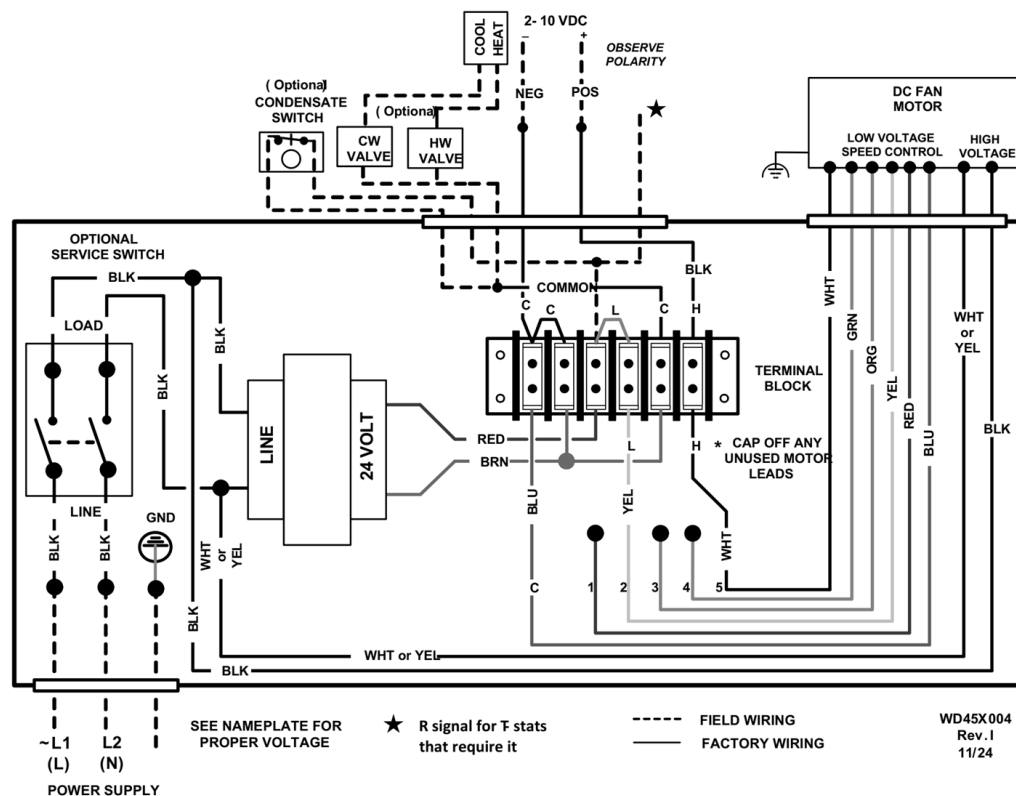 2- 10 VDC
COOL
HEAT
–
+
OBSERVE
POLARITY
NEG
POS
( Optional)
CONDENSATE
SWITCH
( Optional)
CW
VALVE
HW
VALVE
★
DC FAN
MOTOR
LOW VOLTAGE
SPEED CONTROL
HIGH
VOLTAGE
OPTIONAL
SERVICE SWITCH
BLK
LOAD
BLK
BLK
COMMON
BLK
C
C
L
C
H
WHT
GRN
ORG
YEL
RED
BLU
WHT
or
YEL
BLK
TERMINAL
BLOCK
LINE
24 VOLT
RED
BRN
L
H
* CAP OFF ANY
UNUSED MOTOR
LEADS
LINE
GND
BLK
BLK
WHT
or
YEL
BLK
BLU
YEL
WHT
C
1
2
3
4
5
WHT or YEL
BLK
~L1
(L)
L2
(N)
POWER SUPPLY
SEE NAMEPLATE FOR
PROPER VOLTAGE
★ R signal for T- stats
that require it
FIELD WIRING
FACTORY WIRING
WD45X004
Rev.I
11/24